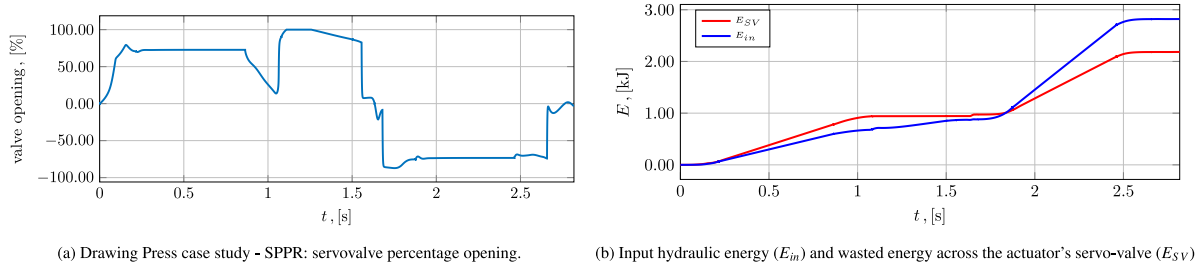 100.00
50.00
0.00
−50.00
−100.00
valve opening , [%]
0
0.5
1
1.5
2
2.5
t , [s]
(a) Drawing Press case study - SPPR: servovalve percentage opening.
3.00
2.00
1.00
0.00
E , [kJ]
E_SV
E_in
0
0.5
1
1.5
2
2.5
t , [s]
(b) Input hydraulic energy (E_in) and wasted energy across the actuator's servo-valve (E_SV)